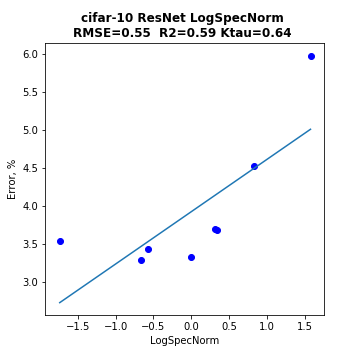 cifar-10 ResNet LogSpecNorm
RMSE=0.55  R2=0.59 Ktau=0.64
Error, %
6.0
5.5
5.0
4.5
4.0
3.5
3.0
−1.5 −1.0 −0.5 0.0 0.5 1.0 1.5
LogSpecNorm